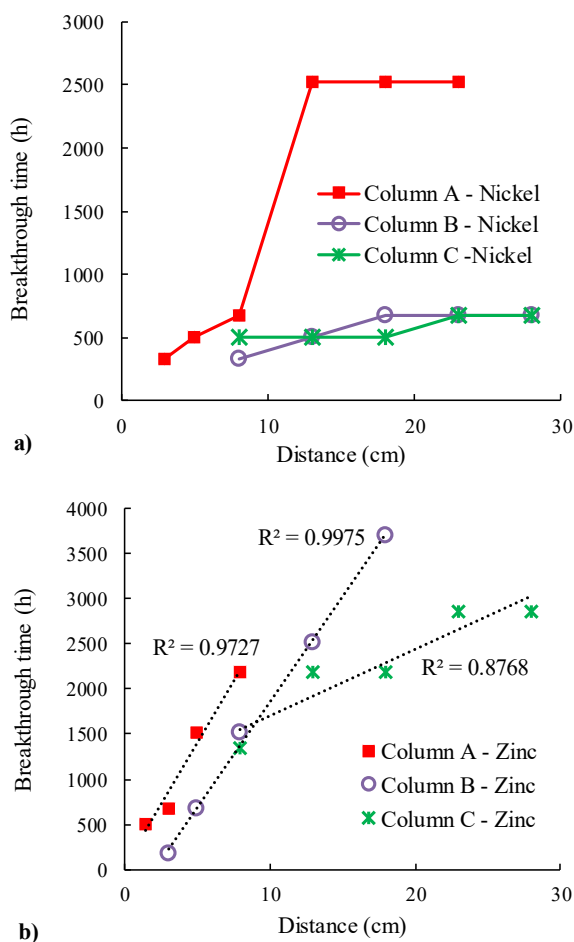 3000
2500
2000
1500
1000
500
0
0 10 20 30
Breakthrough time (h)
Distance (cm)
Column A - Nickel
Column B - Nickel
Column C -Nickel
a)
4000
3500
3000
2500
2000
1500
1000
500
0
0 10 20 30
Breakthrough time (h)
Distance (cm)
R² = 0.9975
R² = 0.9727
R² = 0.8768
Column A - Zinc
Column B - Zinc
Column C - Zinc
b)